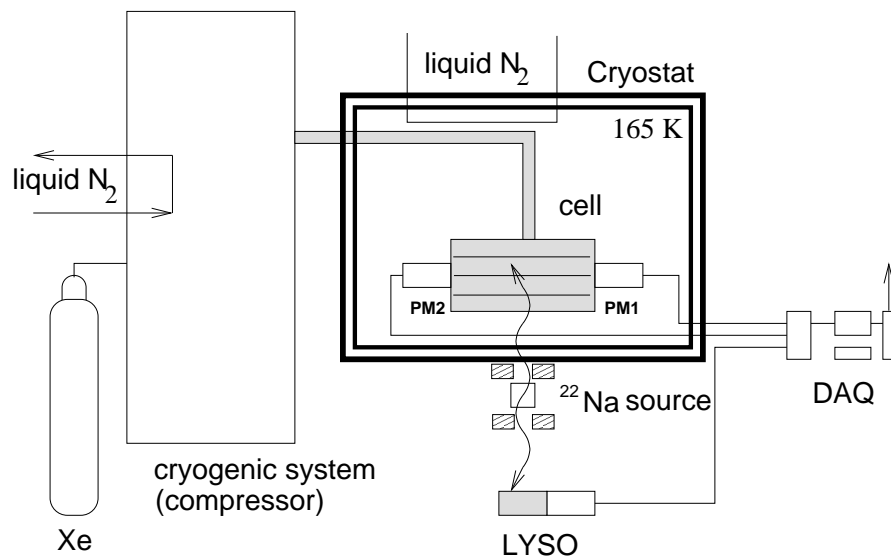 liquid N2
Cryostat
165 K
liquid N2
cell
PM2
PM1
22Na source
DAQ
cryogenic system
(compressor)
Xe
LYSO